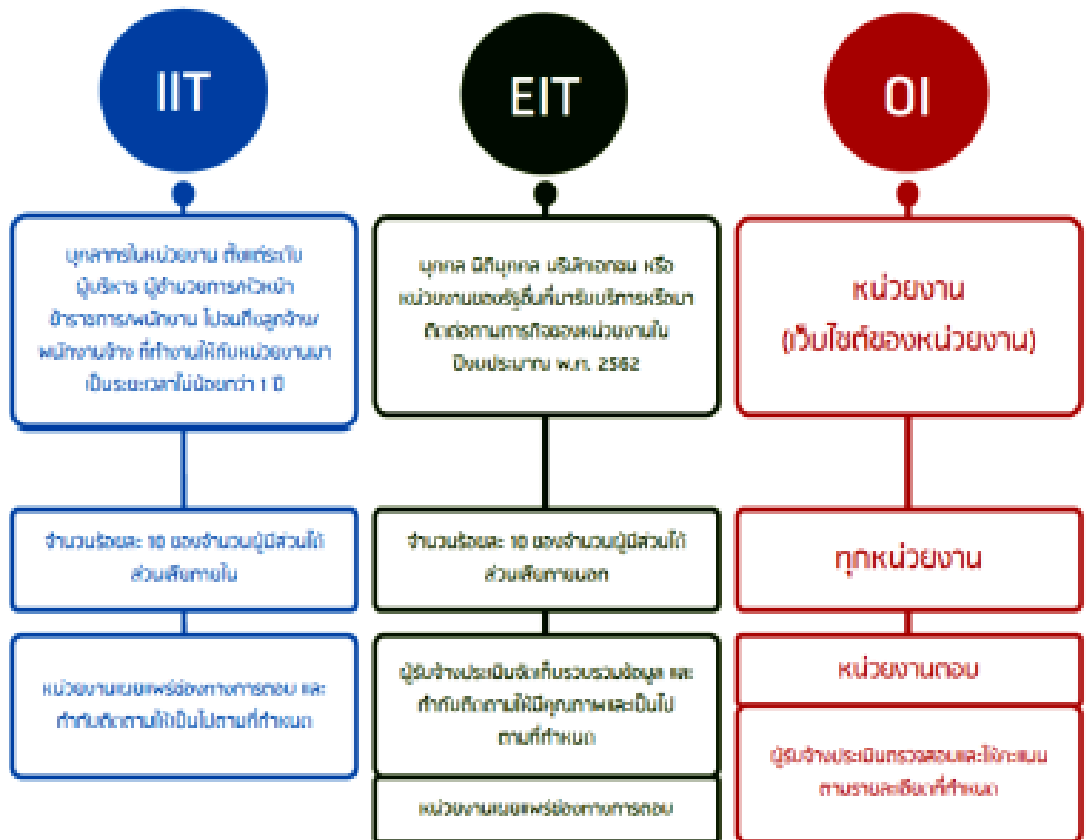 IIT
บุคลากรในหน่วยงาน ตั้งแต่ระดับ
ผู้บริหาร ผู้อำนวยการ/หัวหน้า
ข้าราชการ/พนักงาน ไปจนถึงลูกจ้าง/
พนักงานจ้าง ที่ทำงานให้กับหน่วยงานมา
เป็นระยะเวลาไม่น้อยกว่า 1 ปี
จำนวนร้อยละ 10 ของจำนวนผู้มีส่วนได้
ส่วนเสียภายใน
หน่วยงานเผยแพร่ช่องทางการตอบ และ
กำกับติดตามให้เป็นไปตามที่กำหนด
EIT
บุคคล นิติบุคคล บริษัทเอกชน หรือ
หน่วยงานของรัฐอื่นที่มารับบริการหรือมา
ติดต่อตามภารกิจของหน่วยงานใน
ปีงบประมาณ พ.ศ. 2562
จำนวนร้อยละ 10 ของจำนวนผู้มีส่วนได้
ส่วนเสียภายนอก
ผู้รับจ้างประเมินจัดเก็บรวบรวมข้อมูล และ
กำกับติดตามให้มีคุณภาพและเป็นไป
ตามที่กำหนด
หน่วยงานเผยแพร่ช่องทางการตอบ
OI
หน่วยงาน
(เว็บไซต์ของหน่วยงาน)
ทุกหน่วยงาน
หน่วยงานตอบ
ผู้รับจ้างประเมินตรวจสอบและให้คะแนน
ตามรายละเอียดที่กำหนด